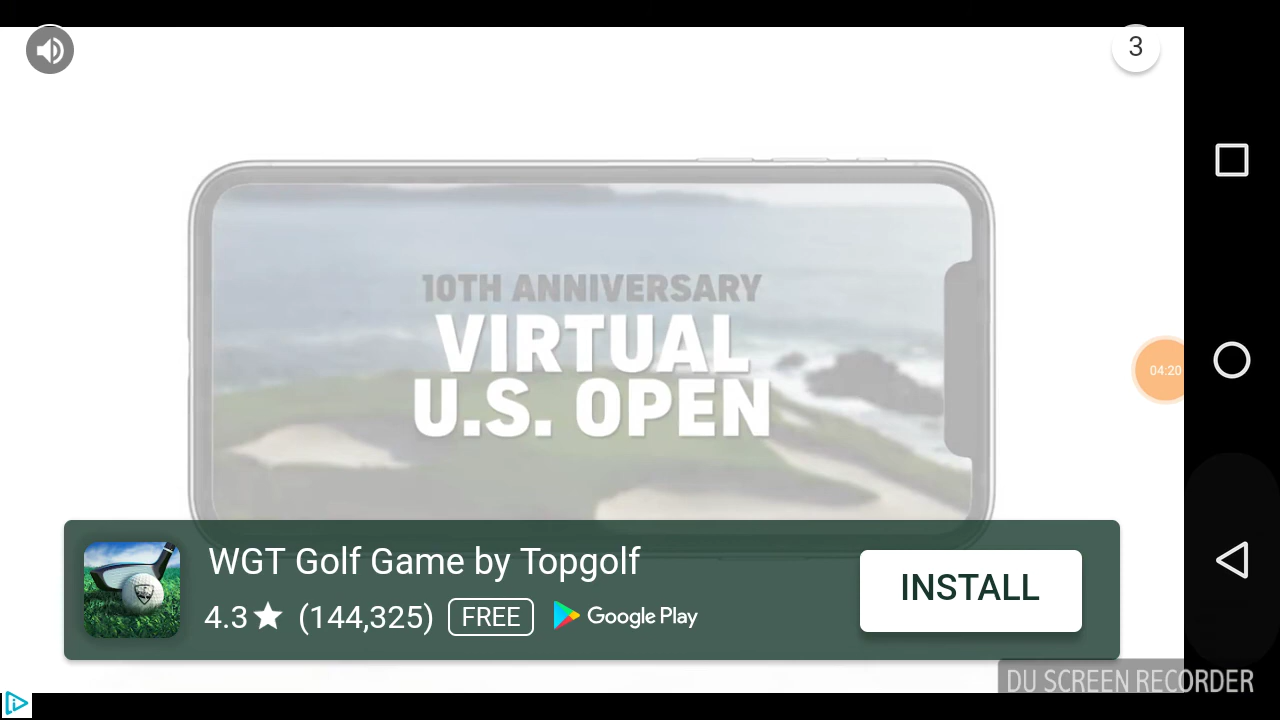 3
10TH ANNIVERSARY
VIRTUAL
U.S. OPEN
04:20
WGT Golf Game by Topgolf
4.3★ (144,325) FREE Google Play
INSTALL
DU SCREEN RECORDER